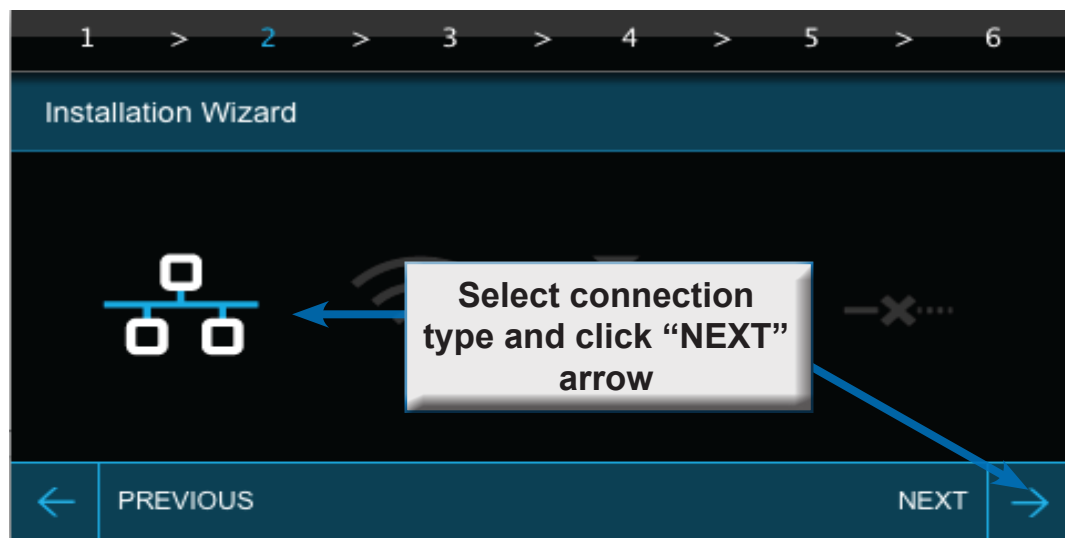 1 > 2 > 3 > 4 > 5 > 6
Installation Wizard
Select connection
type and click “NEXT”
arrow
PREVIOUS
NEXT